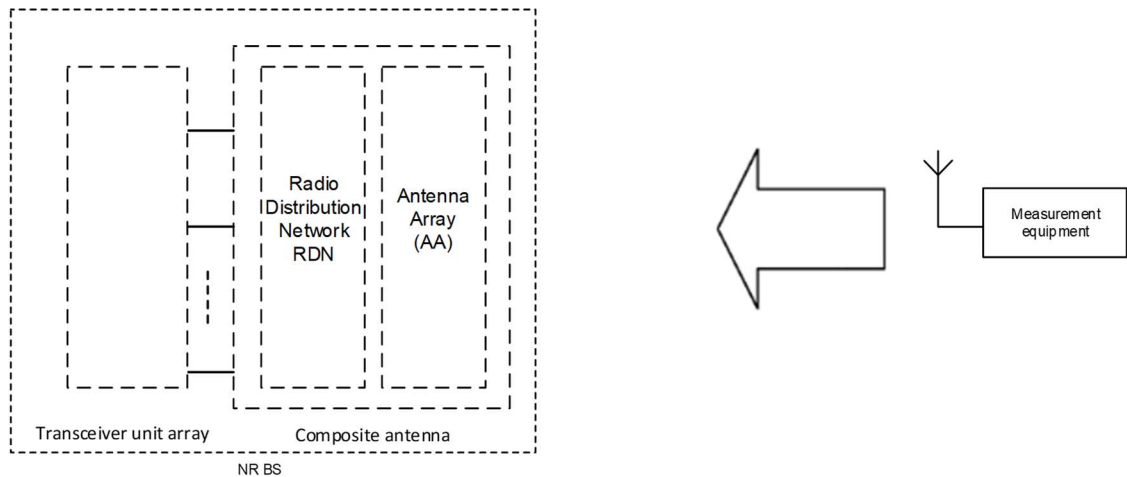 Radio
Distribution
Network
RDN
Antenna
Array
(AA)
Measurement
equipment
Transceiver unit array
Composite antenna
NR BS